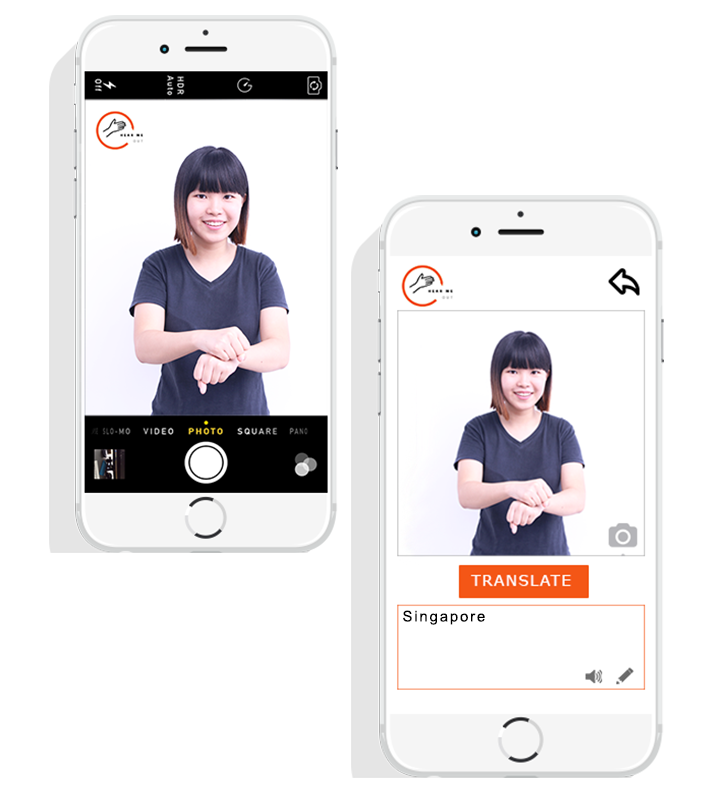 Off
HDR
Auto
HEAR ME
OUT
SLO-MO VIDEO PHOTO SQUARE PANO
HEAR ME
OUT
TRANSLATE
Singapore